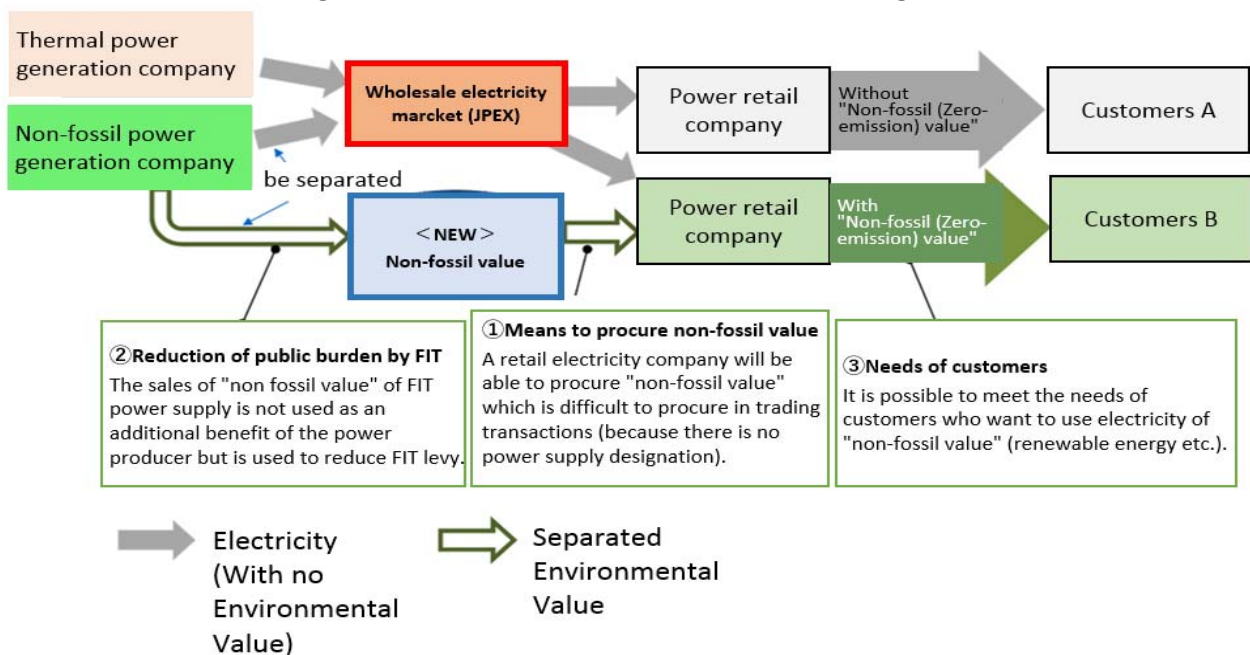 Thermal power
generation company
Non-fossil power
generation company
be separated
Wholesale electricity
marcket (JPEX)
<NEW>
Non-fossil value
Power retail
company
Without
"Non-fossil (Zero-
emission) value"
Customers A
Power retail
company
With
"Non-fossil (Zero-
emission) value"
Customers B
②Reduction of public burden by FIT
The sales of "non fossil value" of FIT
power supply is not used as an
additional benefit of the power
producer but is used to reduce FIT levy.
①Means to procure non-fossil value
A retail electricity company will be
able to procure "non-fossil value"
which is difficult to procure in trading
transactions (because there is no
power supply designation).
③Needs of customers
It is possible to meet the needs of
customers who want to use electricity of
"non-fossil value" (renewable energy etc.).
Electricity
(With no
Environmental
Value)
Separated
Environmental
Value